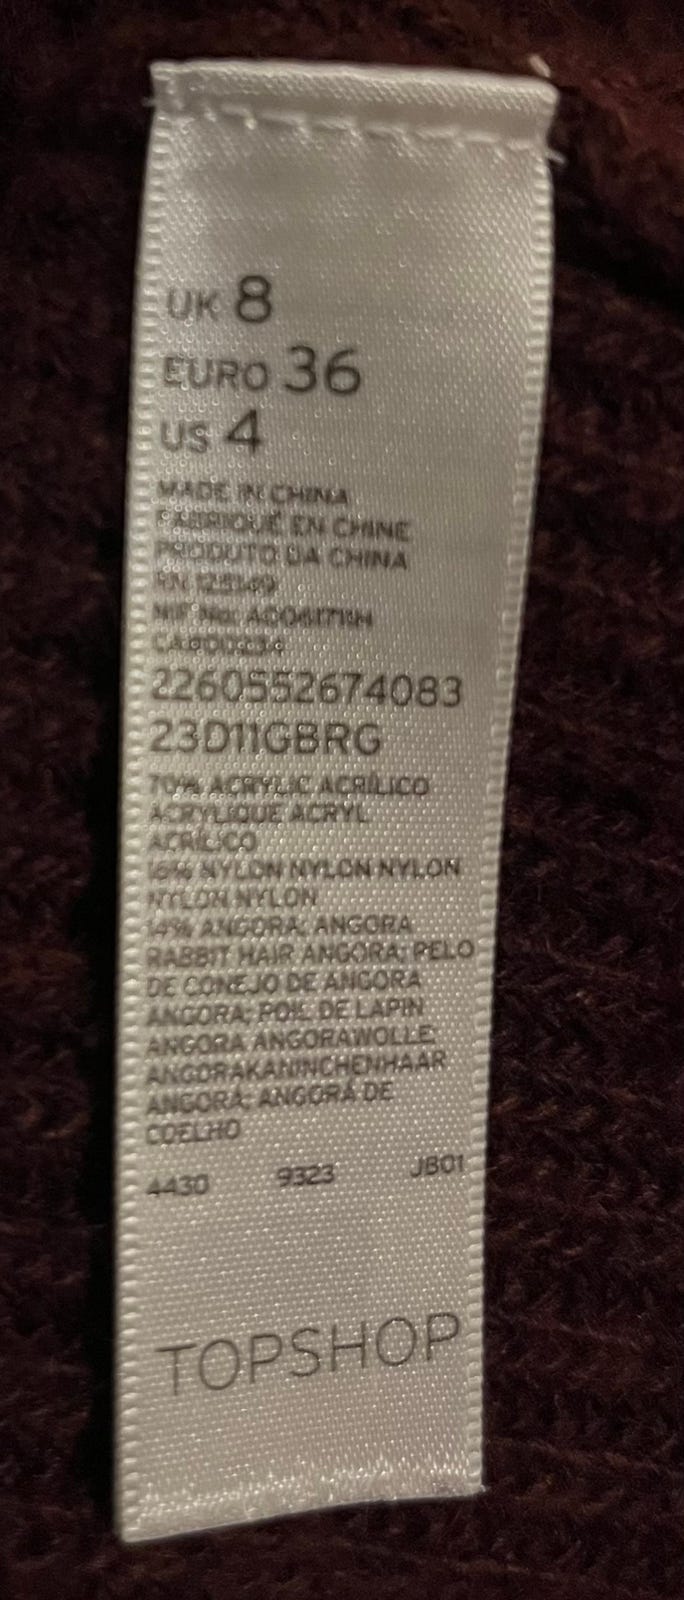 UK 8
EURO 36
US 4
MADE IN CHINA
FABRIQUÉ EN CHINE
PRODUTO DA CHINA
RN
NIF No:
2260552674083
23D11GBRG
70% ACRYLIC ACRÍLICO
ACRYLIQUE ACRYL
ACRÍLICO
16% NYLON NYLON NYLON
NYLON NYLON
14% ANGORA; ANGORA
RABBIT HAIR ANGORA; PELO
DE CONEJO DE ANGORA
ANGORA; POIL DE LAPIN
ANGORA ANGORAWOLLE;
ANGORAKANINCHENHAAR
ANGORA; ANGORÁ DE
COELHO
4430 9323 JB01
TOPSHOP